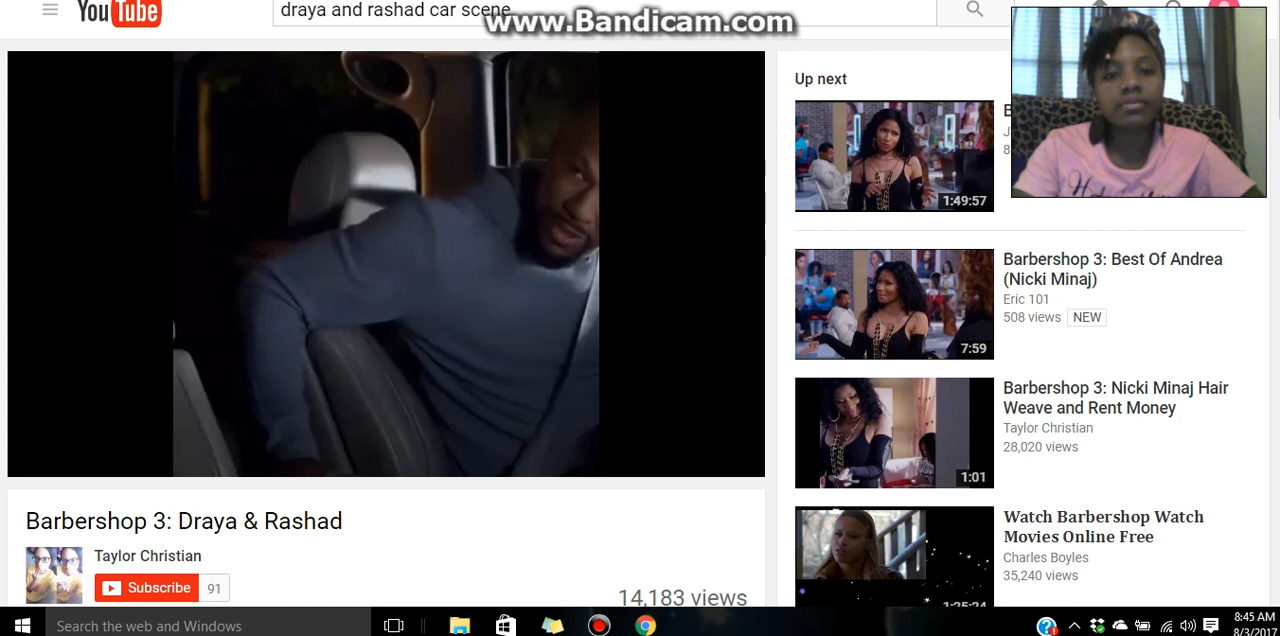 YouTube
draya and rashad car scene
www.Bandicam.com
Up next
1:49:57
Barbershop 3: Best Of Andrea
(Nicki Minaj)
Eric 101
508 views NEW
7:59
Barbershop 3: Nicki Minaj Hair
Weave and Rent Money
Taylor Christian
28,020 views
1:01
Watch Barbershop Watch
Movies Online Free
Charles Boyles
35,240 views
1:25:24
Barbershop 3: Draya & Rashad
Taylor Christian
Subscribe 91
14,183 views
Search the web and Windows
8:45 AM
8/3/2017